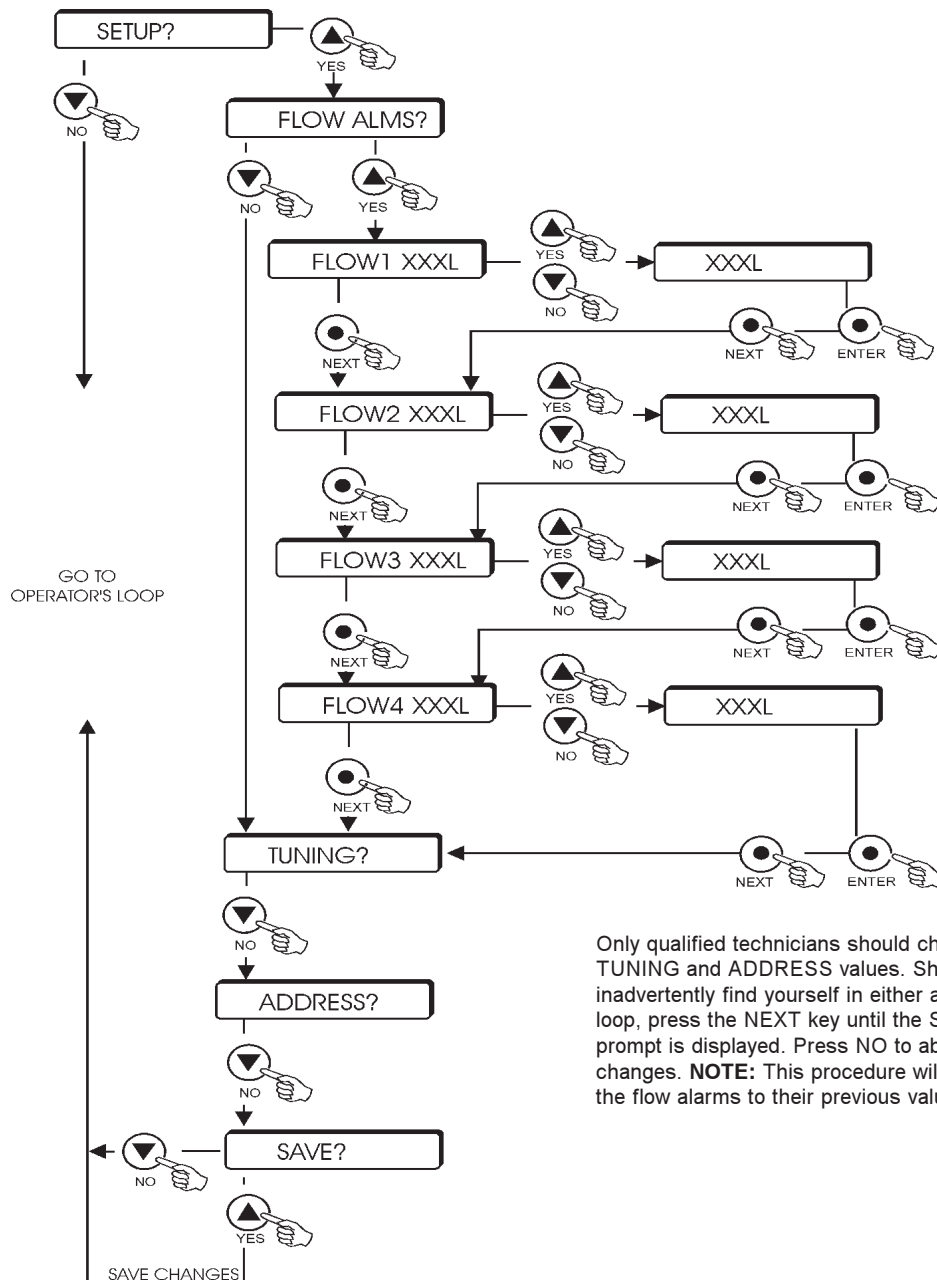 SETUP?
YES
NO
FLOW ALMS?
NO
YES
FLOW1 XXXL
YES
NO
XXXL
NEXT
NEXT
ENTER
FLOW2 XXXL
YES
NO
XXXL
NEXT
NEXT
ENTER
FLOW3 XXXL
YES
NO
XXXL
GO TO
OPERATOR'S LOOP
NEXT
NEXT
ENTER
FLOW4 XXXL
YES
NO
XXXL
NEXT
TUNING?
NEXT
ENTER
NO
Only qualified technicians should ch
TUNING and ADDRESS values. Sh
inadvertently find yourself in either a
loop, press the NEXT key until the S
prompt is displayed. Press NO to ab
changes. NOTE: This procedure wil
the flow alarms to their previous valu
ADDRESS?
NO
SAVE?
NO
YES
SAVE CHANGES